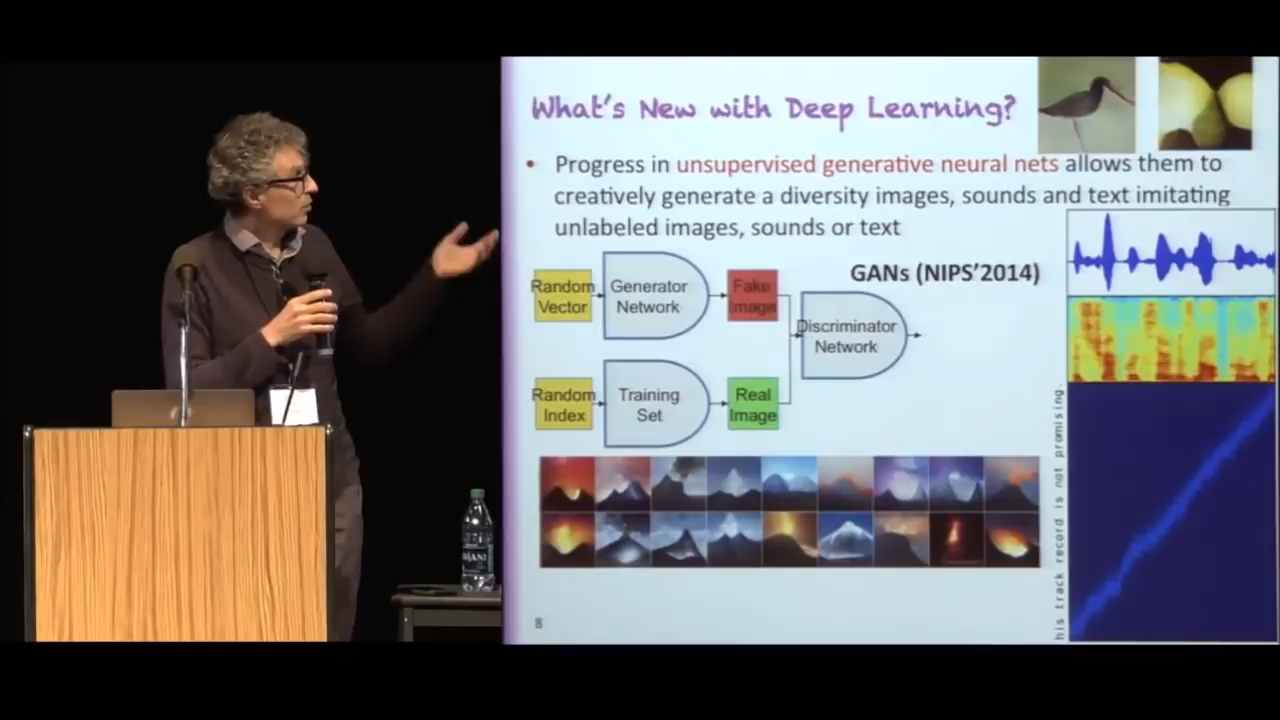 What's New with Deep Learning?
• Progress in unsupervised generative neural nets allows them to
creatively generate a diversity images, sounds and text imitating
unlabeled images, sounds or text
GANs (NIPS'2014)
Random
Vector
Generator
Network
Fake
Image
Discriminator
Network
Random
Index
Training
Set
Real
Image
his track record is not promising.
8
DASANI